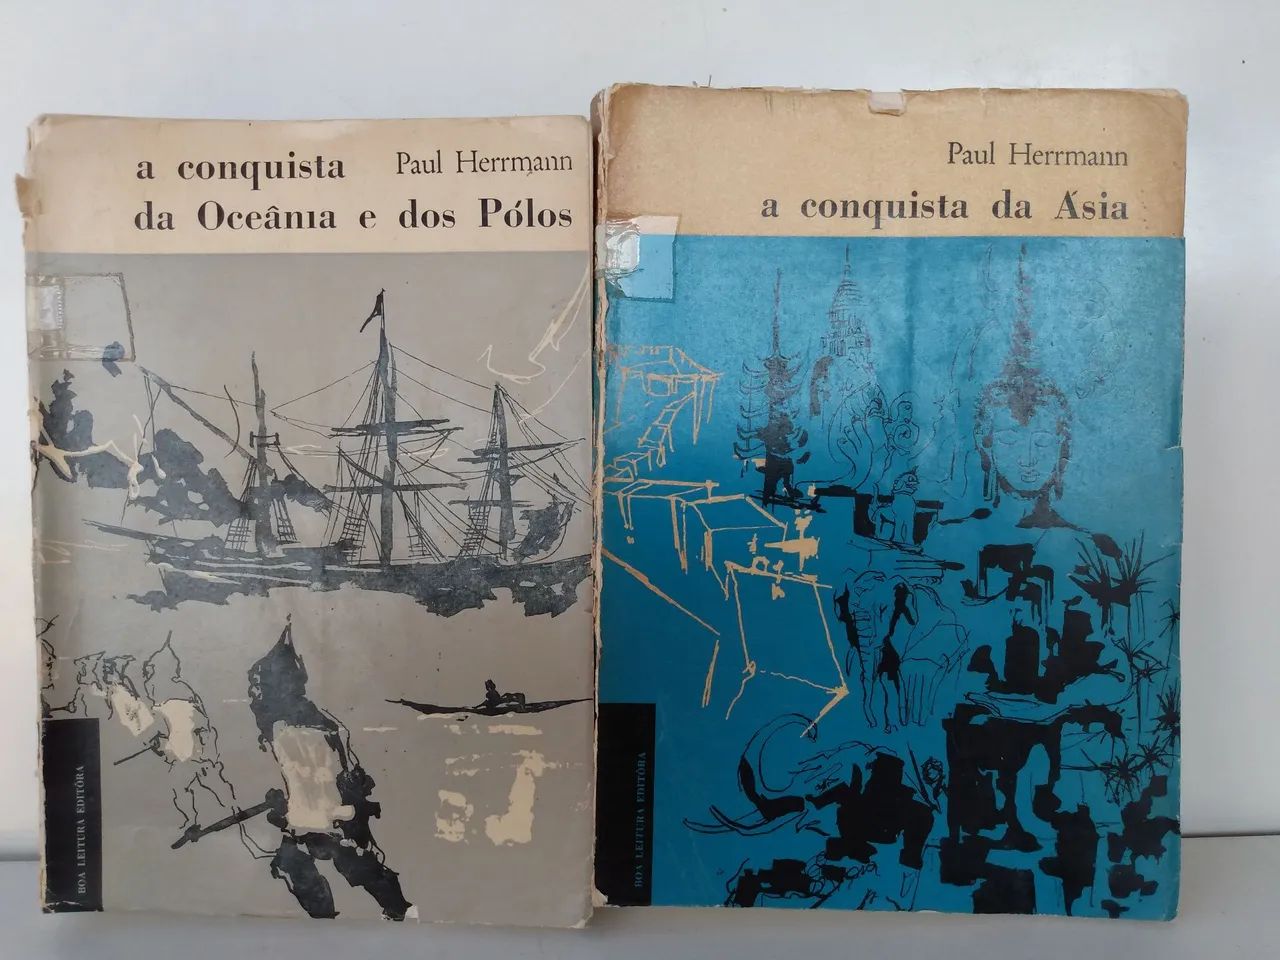 a conquista Paul Herrmann
da Oceânia e dos Pólos
BOA LEITURA EDITÔRA
Paul Herrmann
a conquista da Ásia
BOA LEITURA EDITÔRA